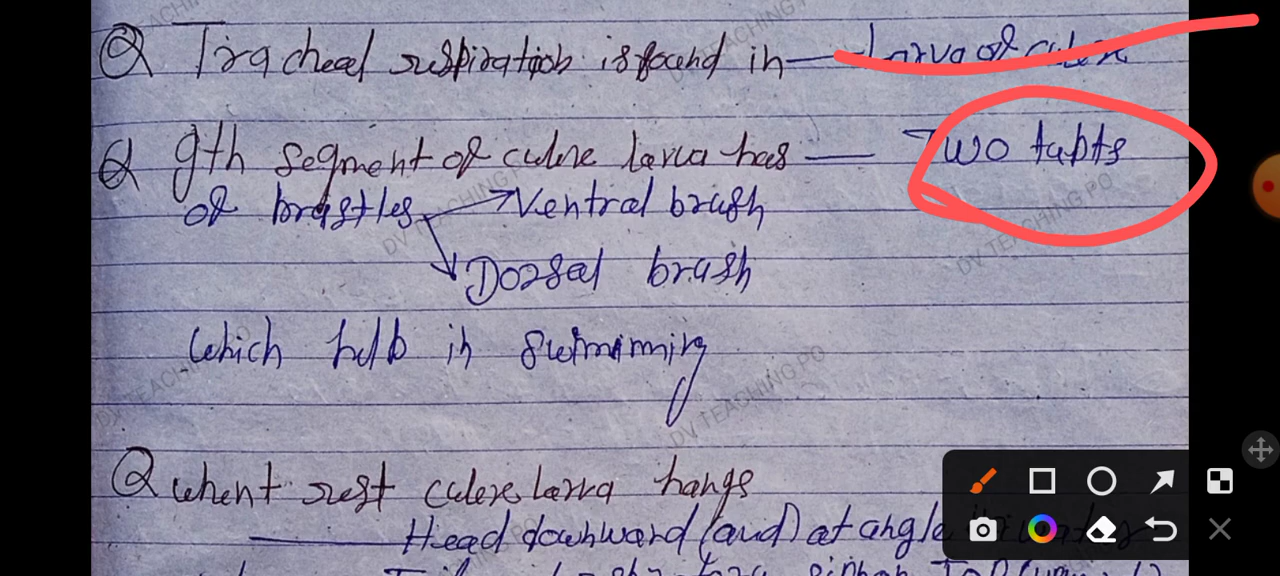 Q Tracheal respiration is found in — Larva of culex
Q 9th segment of culex larva has — Two tufts
of brastles → Ventral brush
Dorsal brush
which help in swimming
Q when't rest culex larva hangs
— Head downward (and) at angle